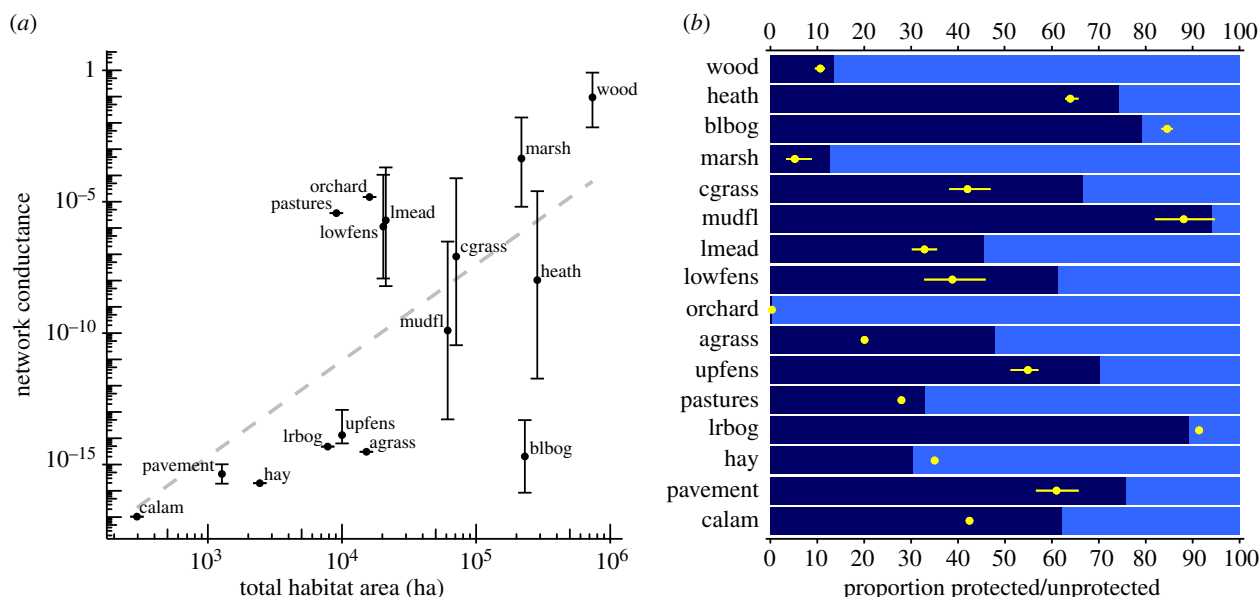 (a)
network conductance
1
10−5
10−10
10−15
wood
marsh
orchard
pastures
lmead
lowfens
cgrass
heath
mudfl
upfens
lrbog
agrass
blbog
pavement
hay
calam
103
104
105
106
total habitat area (ha)
(b)
0 10 20 30 40 50 60 70 80 90 100
wood
heath
blbog
marsh
cgrass
mudfl
lmead
lowfens
orchard
agrass
upfens
pastures
lrbog
hay
pavement
calam
0 10 20 30 40 50 60 70 80 90 100
proportion protected/unprotected